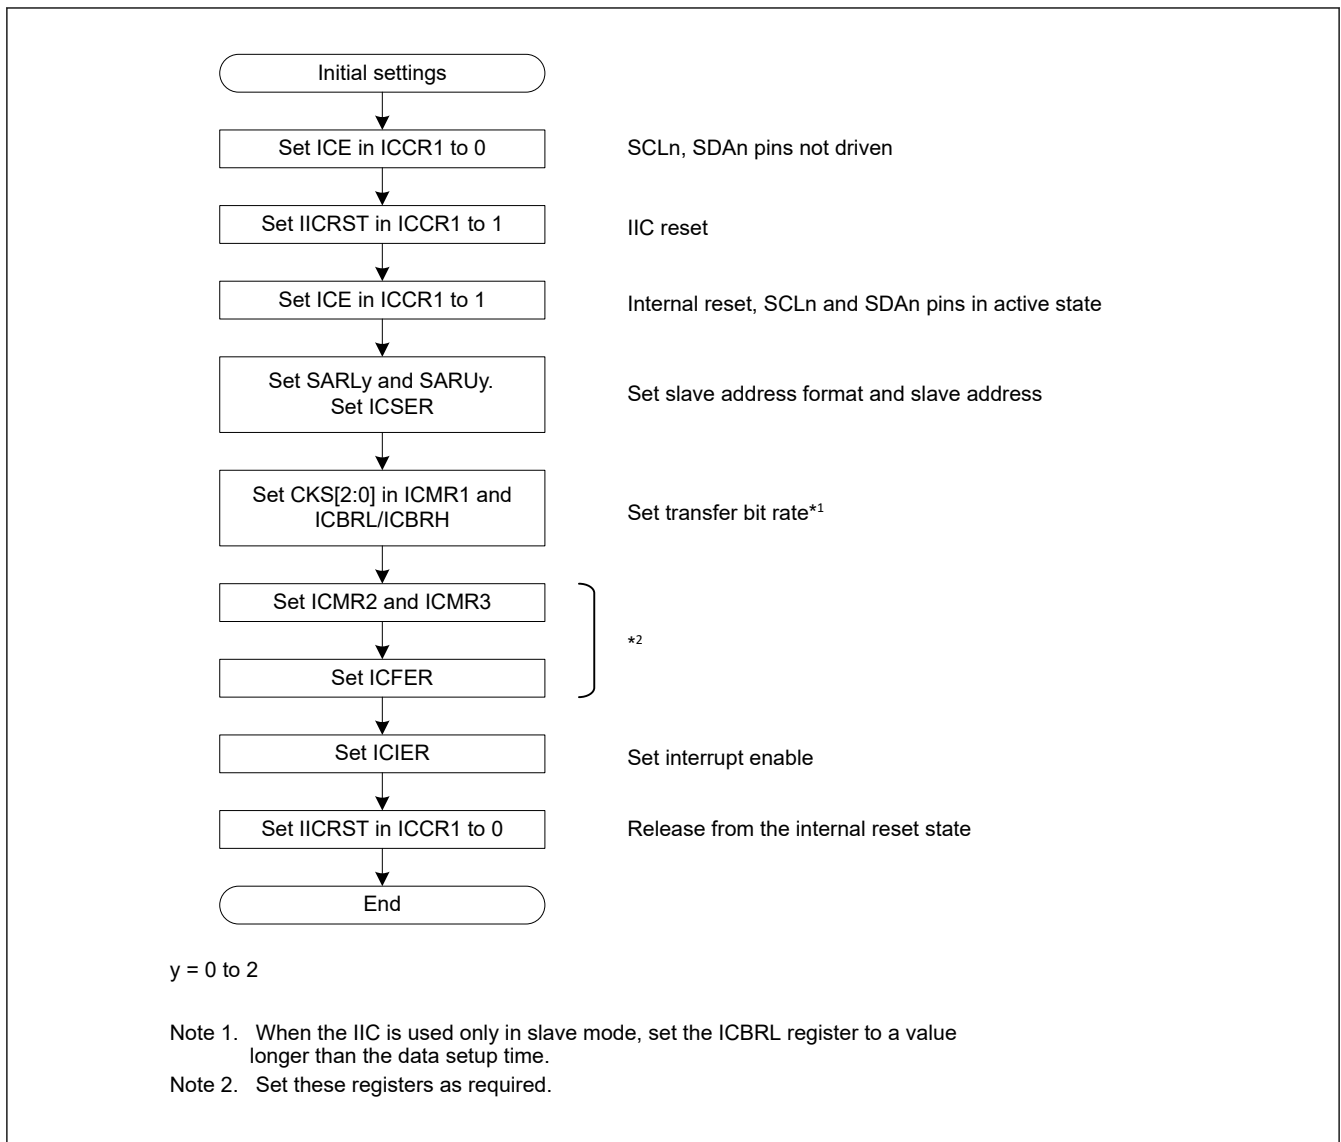 Initial settings
Set ICE in ICCR1 to 0
SCLn, SDAn pins not driven
Set IICRST in ICCR1 to 1
IIC reset
Set ICE in ICCR1 to 1
Internal reset, SCLn and SDAn pins in active state
Set SARLy and SARUy.
Set ICSER
Set slave address format and slave address
Set CKS[2:0] in ICMR1 and
ICBRL/ICBRH
Set transfer bit rate*1
Set ICMR2 and ICMR3
*2
Set ICFER
Set ICIER
Set interrupt enable
Set IICRST in ICCR1 to 0
Release from the internal reset state
End
y = 0 to 2
Note 1. When the IIC is used only in slave mode, set the ICBRL register to a value
longer than the data setup time.
Note 2. Set these registers as required.